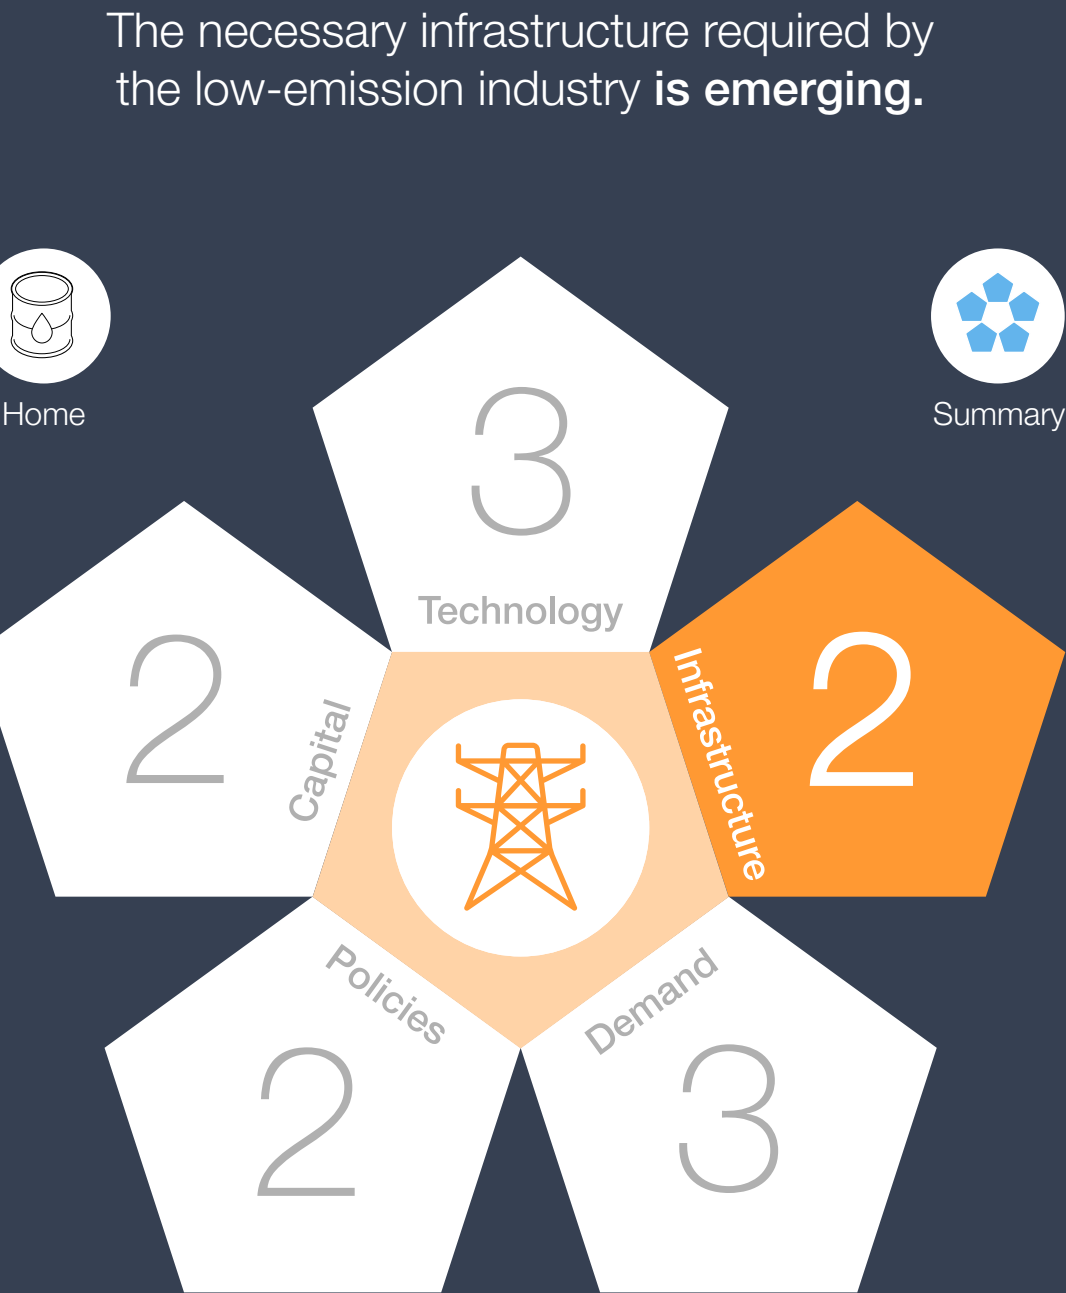 The necessary infrastructure required by
the low-emission industry is emerging.
Home
Summary
3
Technology
2
Capital
Infrastructure
2
Policies
2
Demand
3